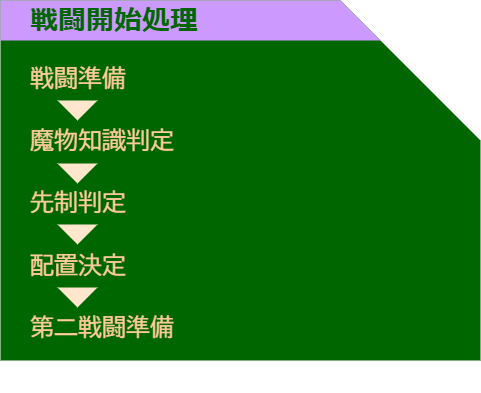 戦闘開始処理
戦闘準備
魔物知識判定
先制判定
配置決定
第二戦闘準備